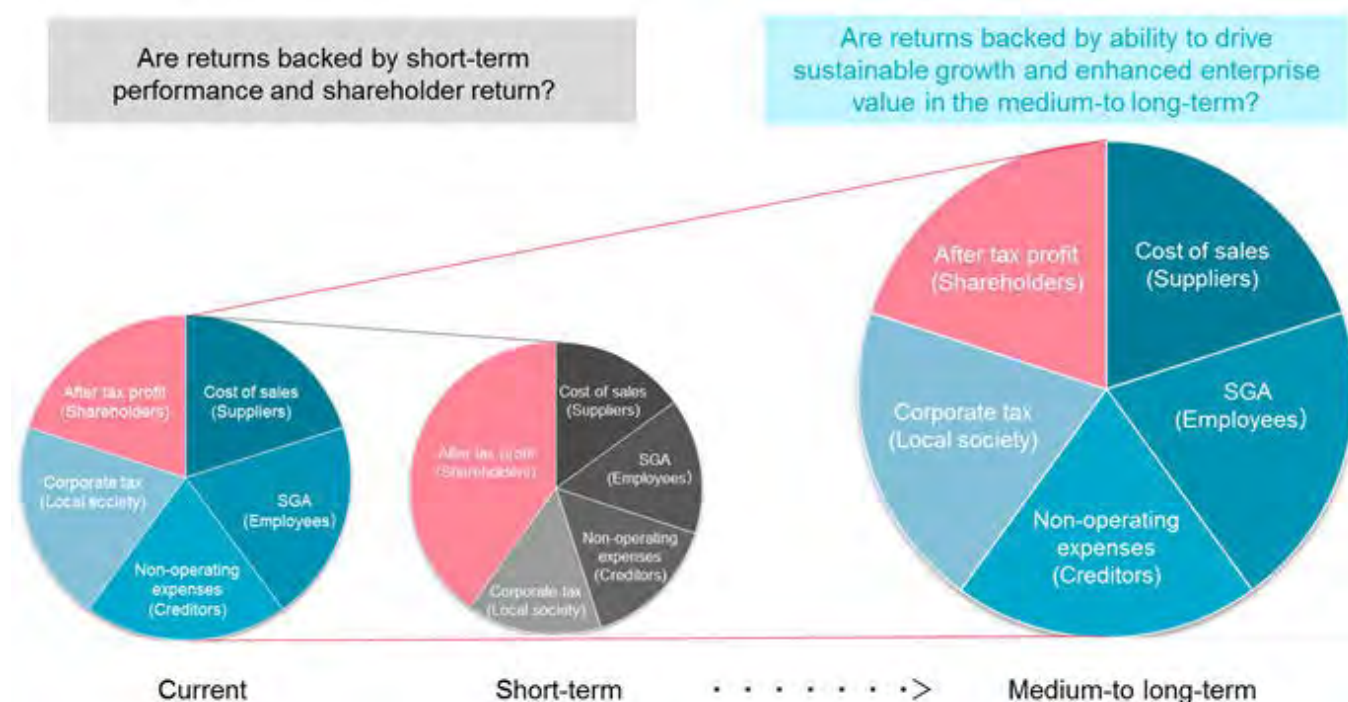 Are returns backed by short-term
performance and shareholder return?
Are returns backed by ability to drive
sustainable growth and enhanced enterprise
value in the medium-to long-term?
After tax profit
(Shareholders)
Cost of sales
(Suppliers)
SGA
(Employees)
Non-operating
expenses
(Creditors)
Corporate tax
(Local society)
After tax profit
(Shareholders)
Cost of sales
(Suppliers)
SGA
(Employees)
Non-operating
expenses
(Creditors)
Corporate tax
(Local society)
After tax profit
(Shareholders)
Cost of sales
(Suppliers)
SGA
(Employees)
Non-operating
expenses
(Creditors)
Corporate tax
(Local society)
Current
Short-term
Medium-to long-term